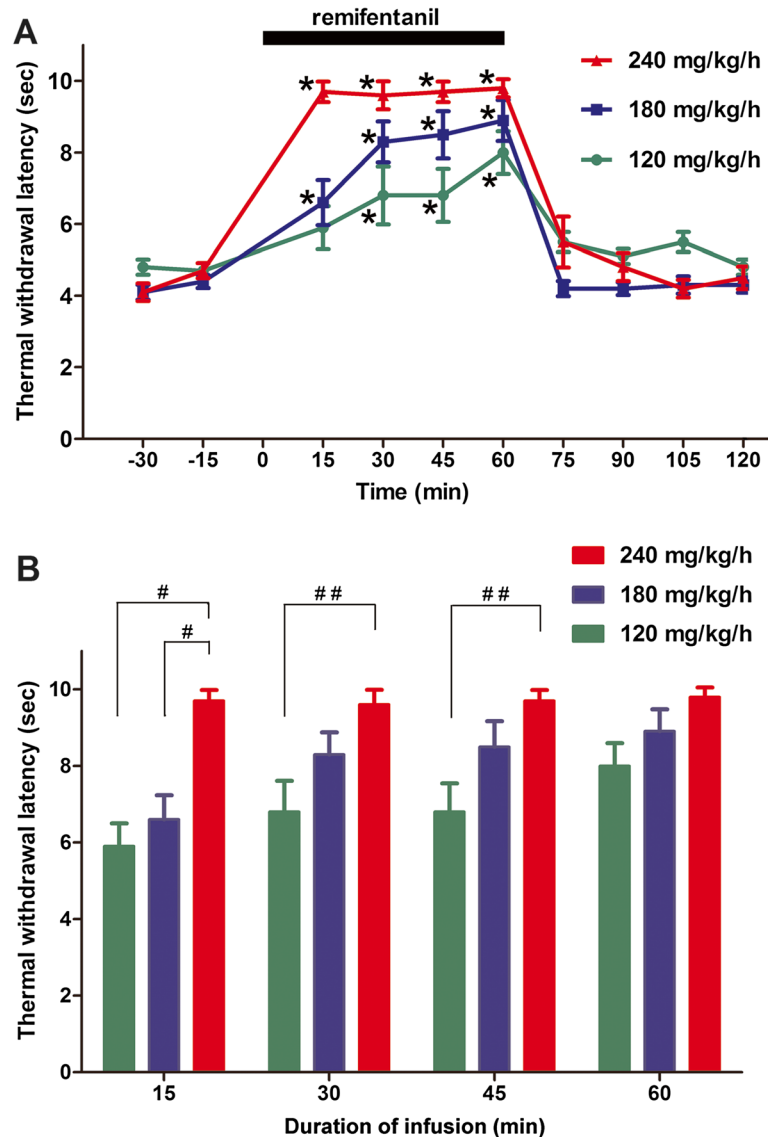 A
remifentanil
Thermal withdrawal latency (sec)
10
8
6
4
2
0
* * * *
* * * *
* * *
240 mg/kg/h
180 mg/kg/h
120 mg/kg/h
-30 -15 0 15 30 45 60 75 90 105 120
Time (min)
B
240 mg/kg/h
180 mg/kg/h
120 mg/kg/h
# ## ##
#
Thermal withdrawal latency (sec)
10
8
6
4
2
0
15 30 45 60
Duration of infusion (min)